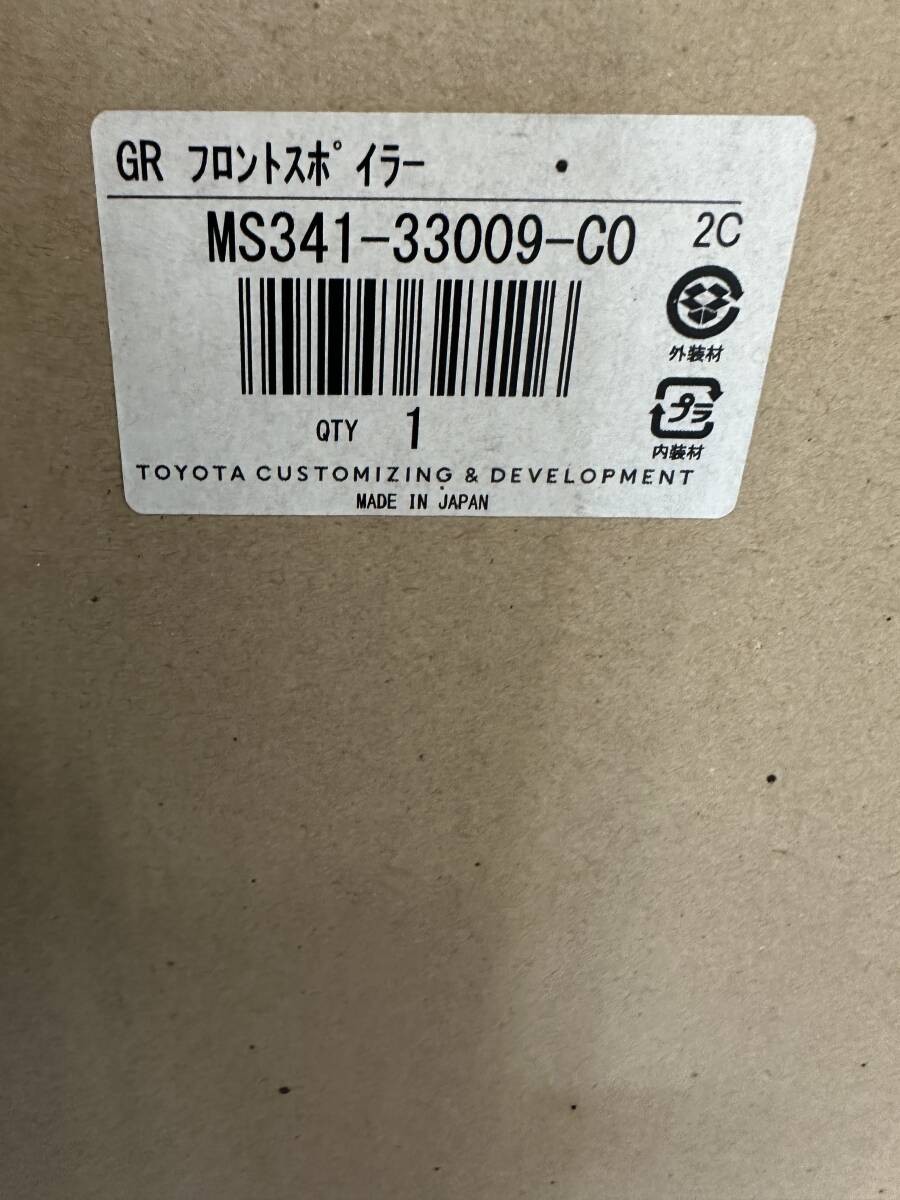 GR フロントスポイラー
MS341-33009-C0
2C
外装材
プラ
内装材
QTY 1
TOYOTA CUSTOMIZING & DEVELOPMENT
MADE IN JAPAN